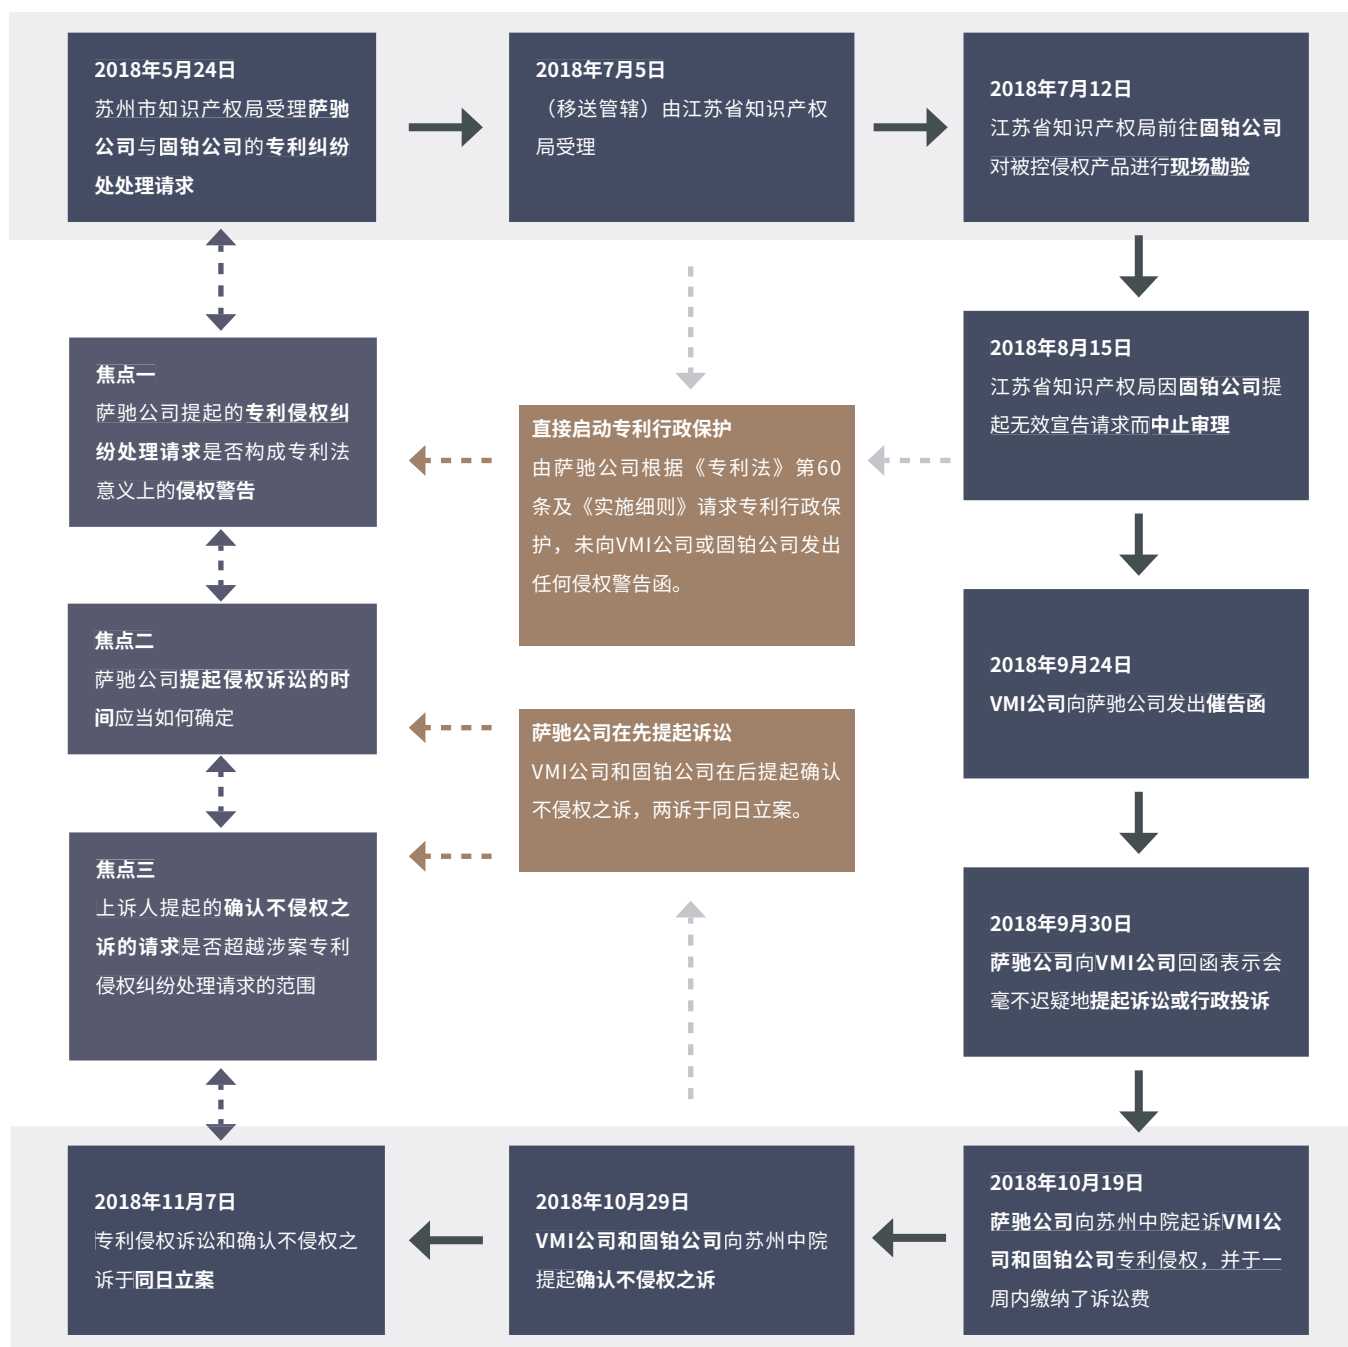 2018年5月24日
苏州市知识产权局受理萨驰
公司与固铂公司的专利纠纷
处处理请求
2018年7月5日
（移送管辖）由江苏省知识产权
局受理
2018年7月12日
江苏省知识产权局前往固铂公司
对被控侵权产品进行现场勘验
2018年8月15日
江苏省知识产权局因固铂公司提
起无效宣告请求而中止审理
2018年9月24日
VMI公司向萨驰公司发出催告函
2018年9月30日
萨驰公司向VMI公司回函表示会
毫不迟疑地提起诉讼或行政投诉
2018年10月19日
萨驰公司向苏州中院起诉VMI公
司和固铂公司专利侵权，并于一
周内缴纳了诉讼费
2018年10月29日
VMI公司和固铂公司向苏州中院
提起确认不侵权之诉
2018年11月7日
专利侵权诉讼和确认不侵权之
诉于同日立案
焦点一
萨驰公司提起的专利侵权纠
纷处理请求是否构成专利法
意义上的侵权警告
焦点二
萨驰公司提起侵权诉讼的时
间应当如何确定
焦点三
上诉人提起的确认不侵权之
诉的请求是否超越涉案专利
侵权纠纷处理请求的范围
直接启动专利行政保护
由萨驰公司根据《专利法》第60
条及《实施细则》请求专利行政保
护，未向VMI公司或固铂公司发出
任何侵权警告函。
萨驰公司在先提起诉讼
VMI公司和固铂公司在后提起确认
不侵权之诉，两诉于同日立案。